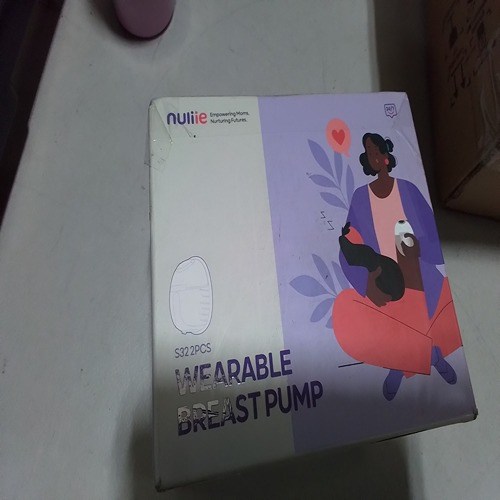 nuliie
Empowering Moms.
Nurturing Futures.
S32 2PCS
WEARABLE
BREAST PUMP